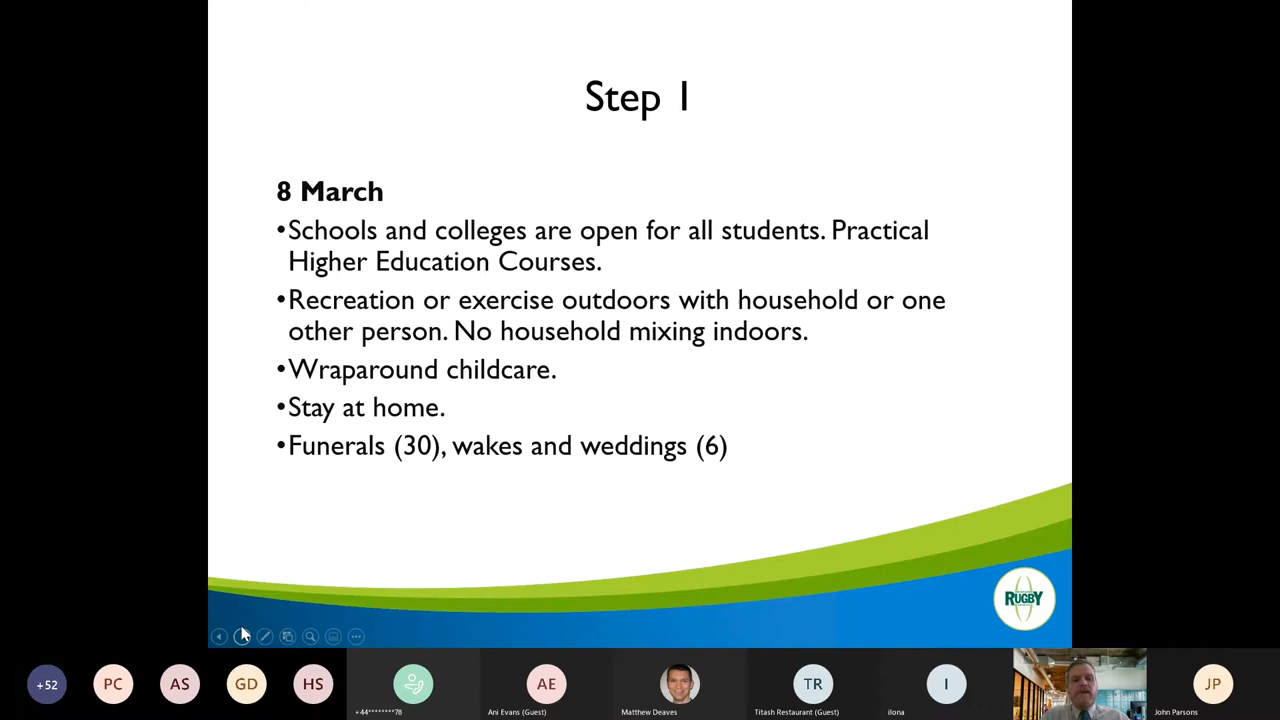 Step 1
8 March
•Schools and colleges are open for all students. Practical
Higher Education Courses.
•Recreation or exercise outdoors with household or one
other person. No household mixing indoors.
•Wraparound childcare.
•Stay at home.
•Funerals (30), wakes and weddings (6)
RUGBY
+52
PC
AS
GD
HS
AE
TR
I
JP
+44********78
Ani Evans (Guest)
Matthew Deaves
Titash Restaurant (Guest)
ilona
John Parsons